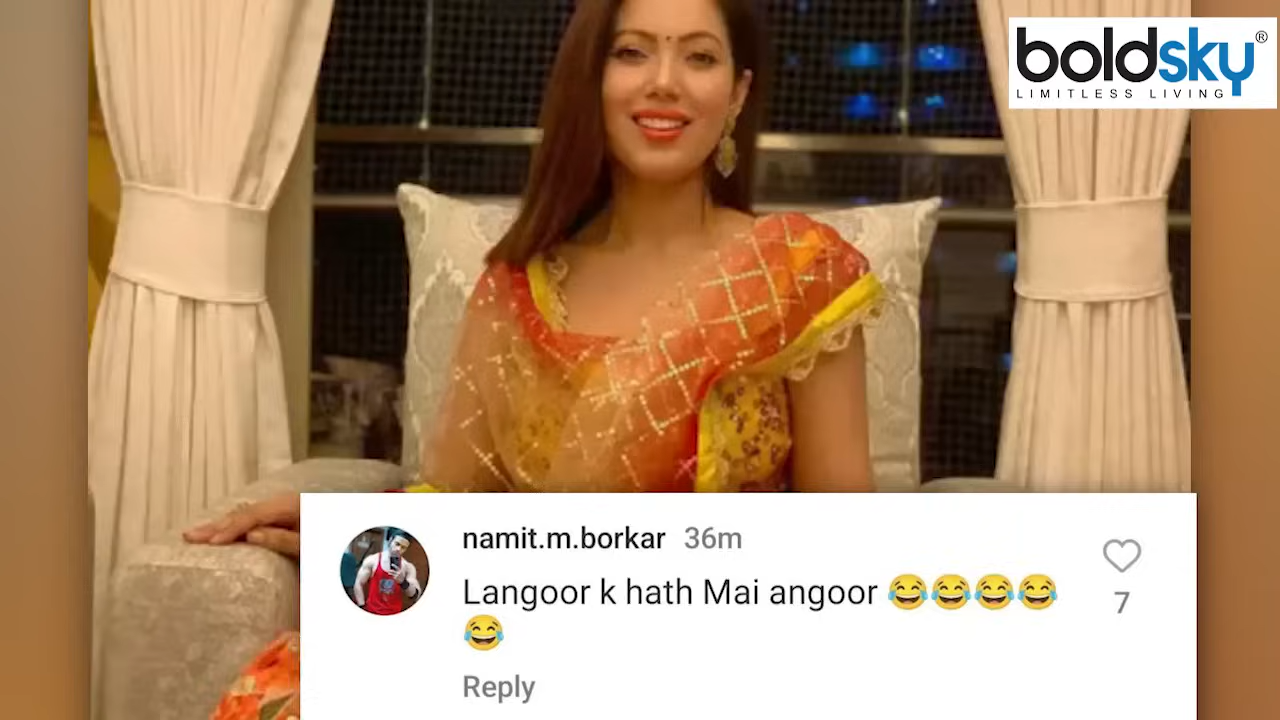 boldsky®
LIMITLESS LIVING
namit.m.borkar 36m
Langoor k hath Mai angoor 😂😂😂😂
😂
7
Reply